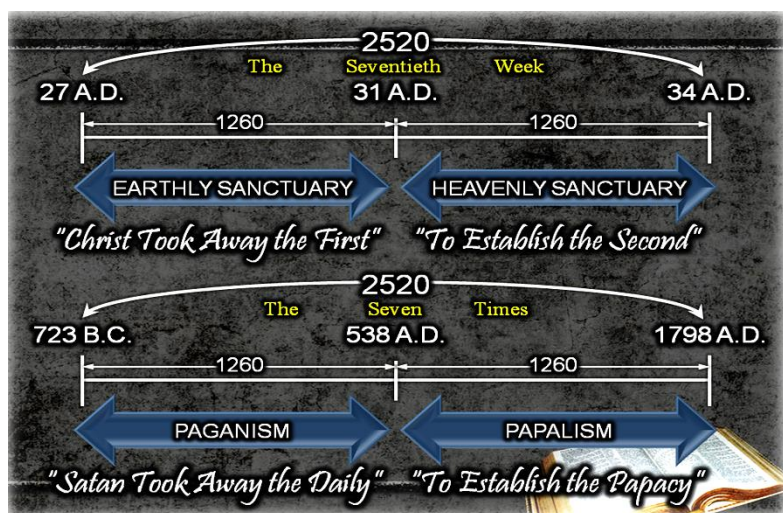 2520
The Seventieth Week
27 A.D. 31 A.D. 34 A.D.
1260 1260
EARTHLY SANCTUARY HEAVENLY SANCTUARY
"Christ Took Away the First" "To Establish the Second"
2520
The Seven Times
723 B.C. 538 A.D. 1798 A.D.
1260 1260
PAGANISM PAPALISM
"Satan Took Away the Daily" "To Establish the Papacy"